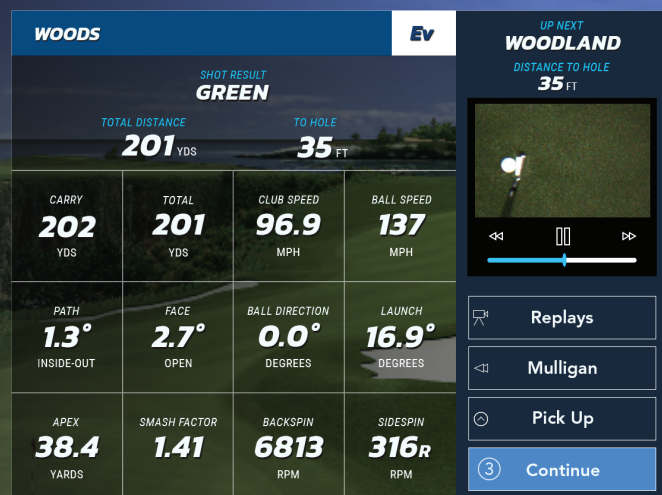 WOODS
Ev
SHOT RESULT
GREEN
TOTAL DISTANCE
TO HOLE
201 YDS
35 FT
CARRY
TOTAL
CLUB SPEED
BALL SPEED
202
201
96.9
137
YDS
YDS
MPH
MPH
PATH
FACE
BALL DIRECTION
LAUNCH
1.3°
2.7°
0.0°
16.9°
INSIDE-OUT
OPEN
DEGREES
DEGREES
APEX
SMASH FACTOR
BACKSPIN
SIDESPIN
38.4
1.41
6813
316R
YARDS
RPM
RPM
UP NEXT
WOODLAND
DISTANCE TO HOLE
35 FT
Replays
Mulligan
Pick Up
3 Continue